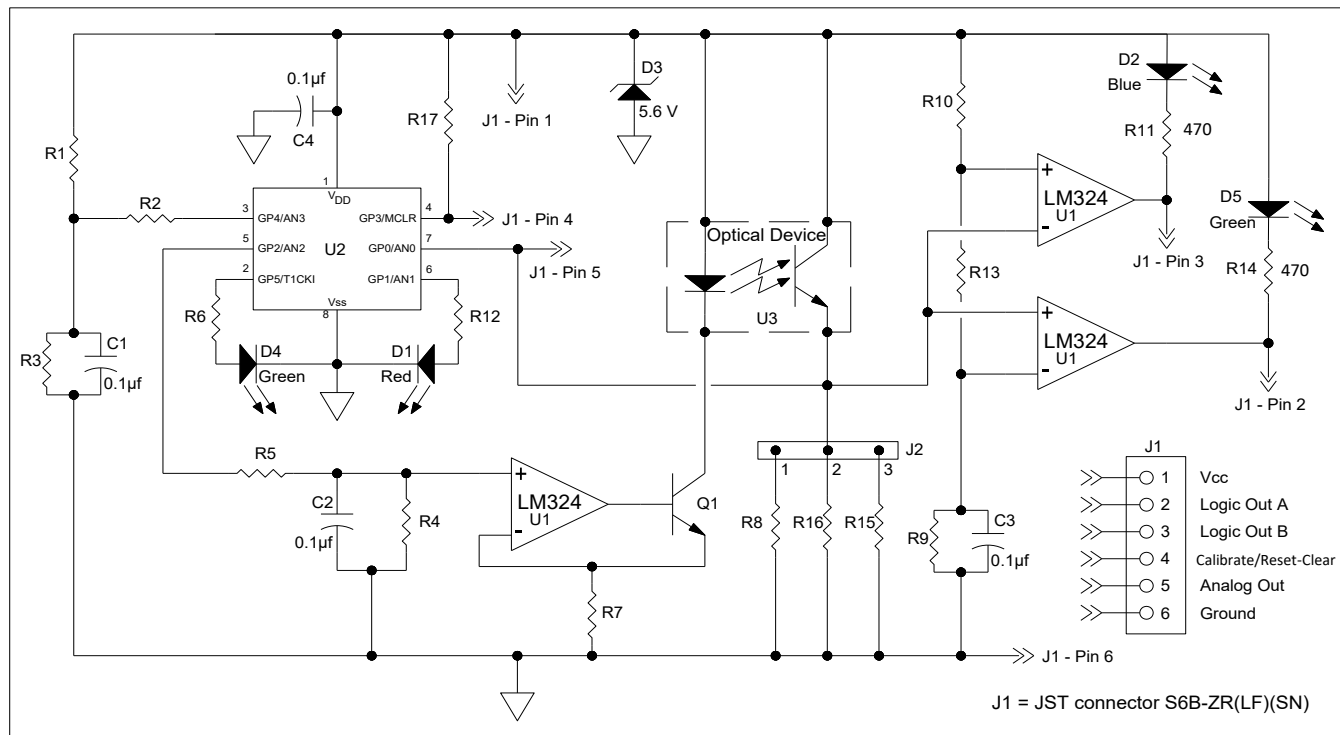 D3
5.6 V
D2
Blue
0.1µf
C4
R17
J1 - Pin 1
R10
R11
470
R1
R2
1
VDD
3
GP4/AN3
GP3/MCLR
4
J1 - Pin 4
5
GP2/AN2
U2
GP0/AN0
7
J1 - Pin 5
2
GP5/T1CKI
GP1/AN1
6
Vss
8
R6
R12
D4
Green
D1
Red
Optical Device
U3
+
LM324
U1
-
J1 - Pin 3
D5
Green
R13
R14
470
+
LM324
U1
-
J1 - Pin 2
R3
C1
0.1µf
R5
C2
0.1µf
R4
+
LM324
U1
-
Q1
R7
J2
1
2
3
R8
R16
R15
R9
C3
0.1µf
J1
1
Vcc
2
Logic Out A
3
Logic Out B
4
Calibrate/Reset-Clear
5
Analog Out
6
Ground
J1 - Pin 6
J1 = JST connector S6B-ZR(LF)(SN)